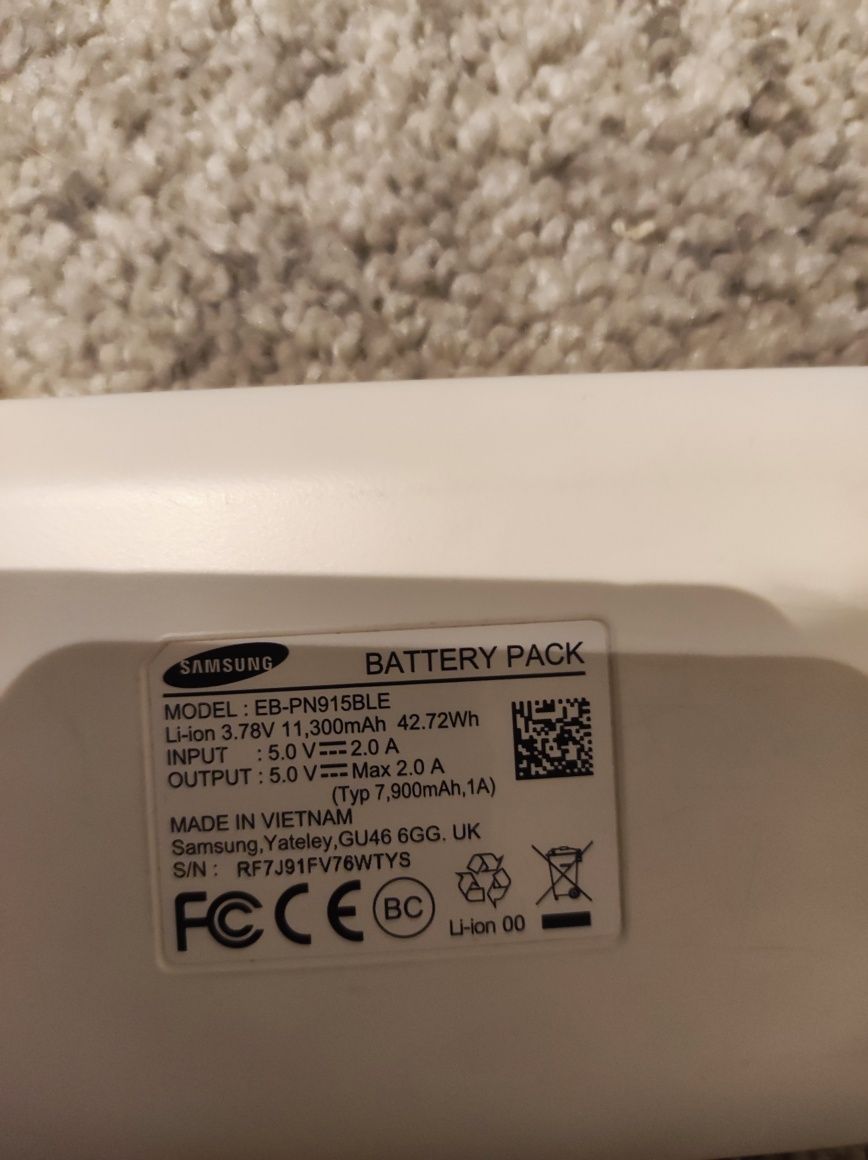 SAMSUNG
BATTERY PACK
MODEL : EB-PN915BLE
Li-ion 3.78V 11,300mAh 42.72Wh
INPUT : 5.0 V⎓2.0 A
OUTPUT : 5.0 V⎓Max 2.0 A
(Typ 7,900mAh,1A)
MADE IN VIETNAM
Samsung,Yateley,GU46 6GG. UK
S/N : RF7J91FV76WTYS
FC CE BC
Li-ion 00